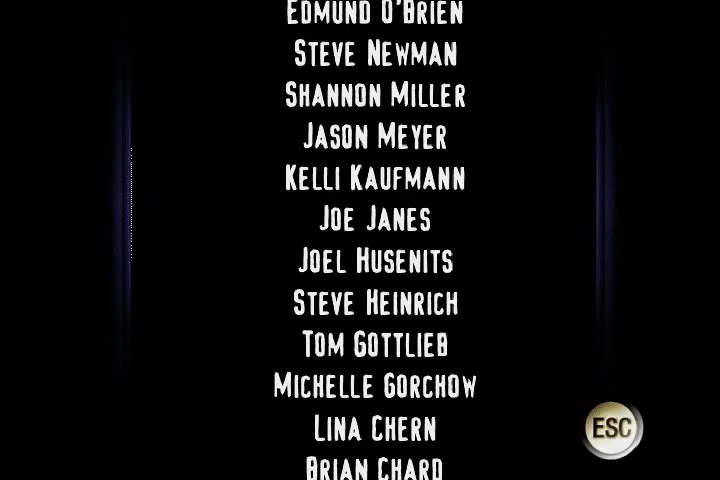 EDMUND O'BRIEN
STEVE NEWMAN
SHANNON MILLER
JASON MEYER
KELLI KAUFMANN
JOE JANES
JOEL HUSENITS
STEVE HEINRICH
TOM GOTTLIEB
MICHELLE GORCHOW
LINA CHERN
ESC
BRIAN CHARD